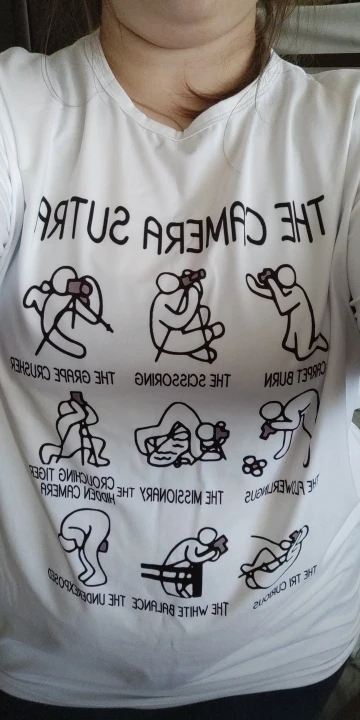 THE CAMERA SUTRA
CARPET BURN
THE SCISSORING
THE GRAPE CRUSHER
THE FLOWERLINGUS
THE MISSIONARY
THE CROUCHING TIGER
HIDDEN CAMERA
THE TRI CURIOUS
THE WHITE BALANCE
THE UNDEREXPOSED